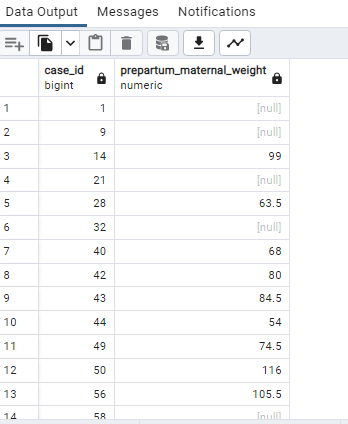 Data Output Messages Notifications
case_id prepartum_maternal_weight
bigint numeric
1 1 [null]
2 9 [null]
3 14 99
4 21 [null]
5 28 63.5
6 32 [null]
7 40 68
8 42 80
9 43 84.5
10 44 54
11 49 74.5
12 50 116
13 56 105.5
14 58 [null]